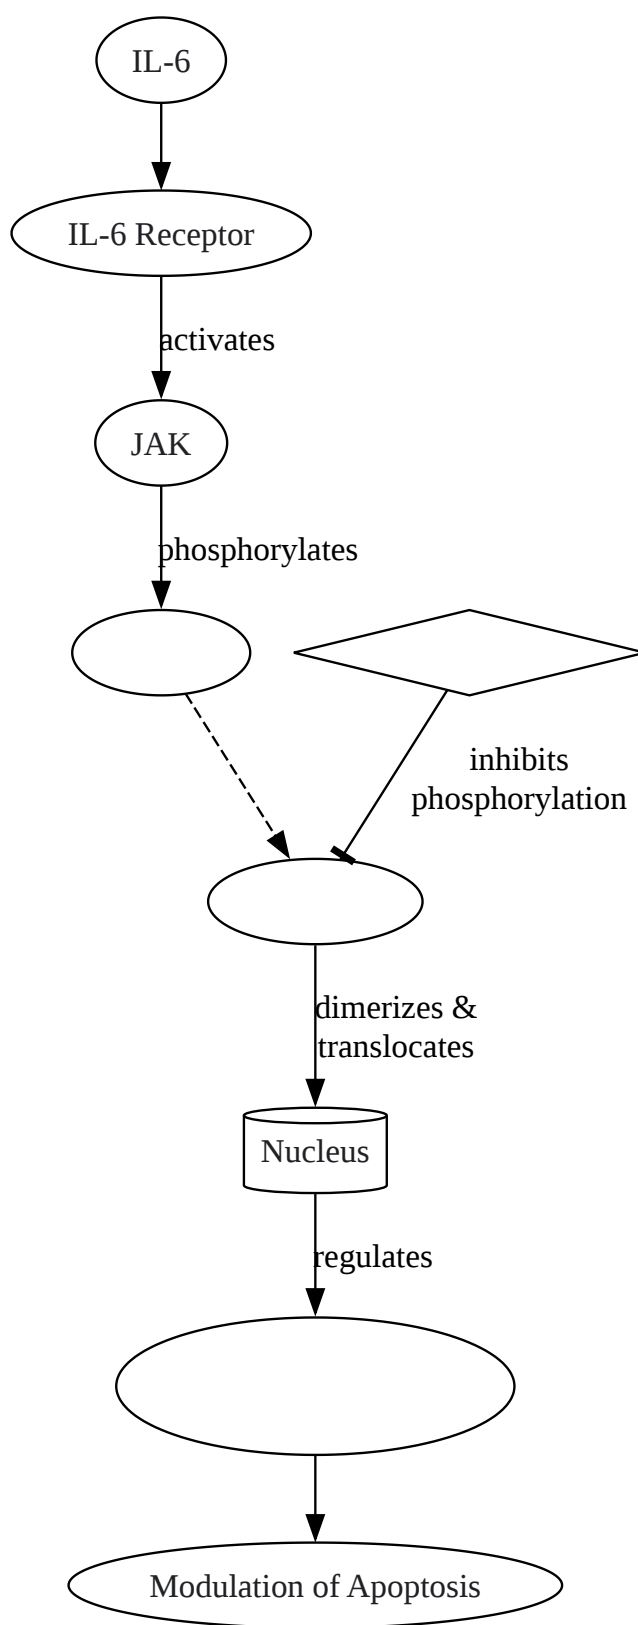 IL-6
IL-6 Receptor
activates
JAK
phosphorylates
inhibits
phosphorylation
dimerizes &
translocates
Nucleus
regulates
Modulation of Apoptosis